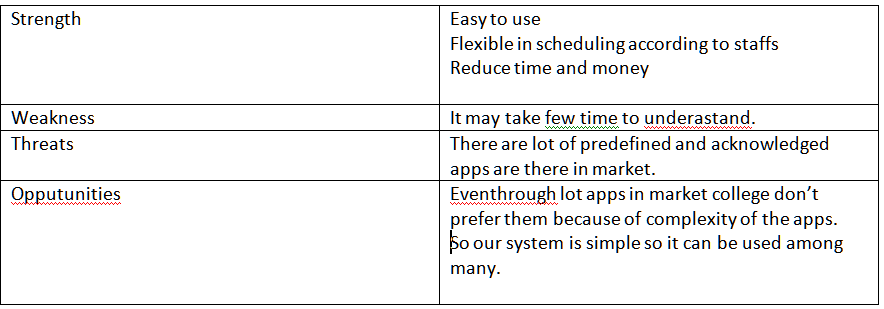 Strength
Easy to use
Flexible in scheduling according to staffs
Reduce time and money
Weakness
It may take few time to underastand.
Threats
There are lot of predefined and acknowledged
apps are there in market.
Opputunities
Eventhrough lot apps in market college don't
prefer them because of complexity of the apps.
So our system is simple so it can be used among
many.